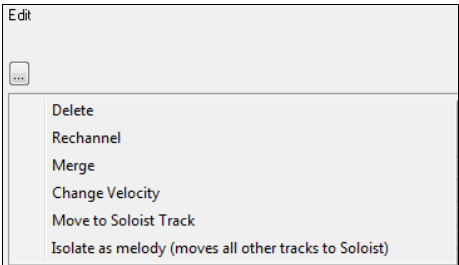 Edit
...
Delete
Rechannel
Merge
Change Velocity
Move to Soloist Track
Isolate as melody (moves all other tracks to Soloist)